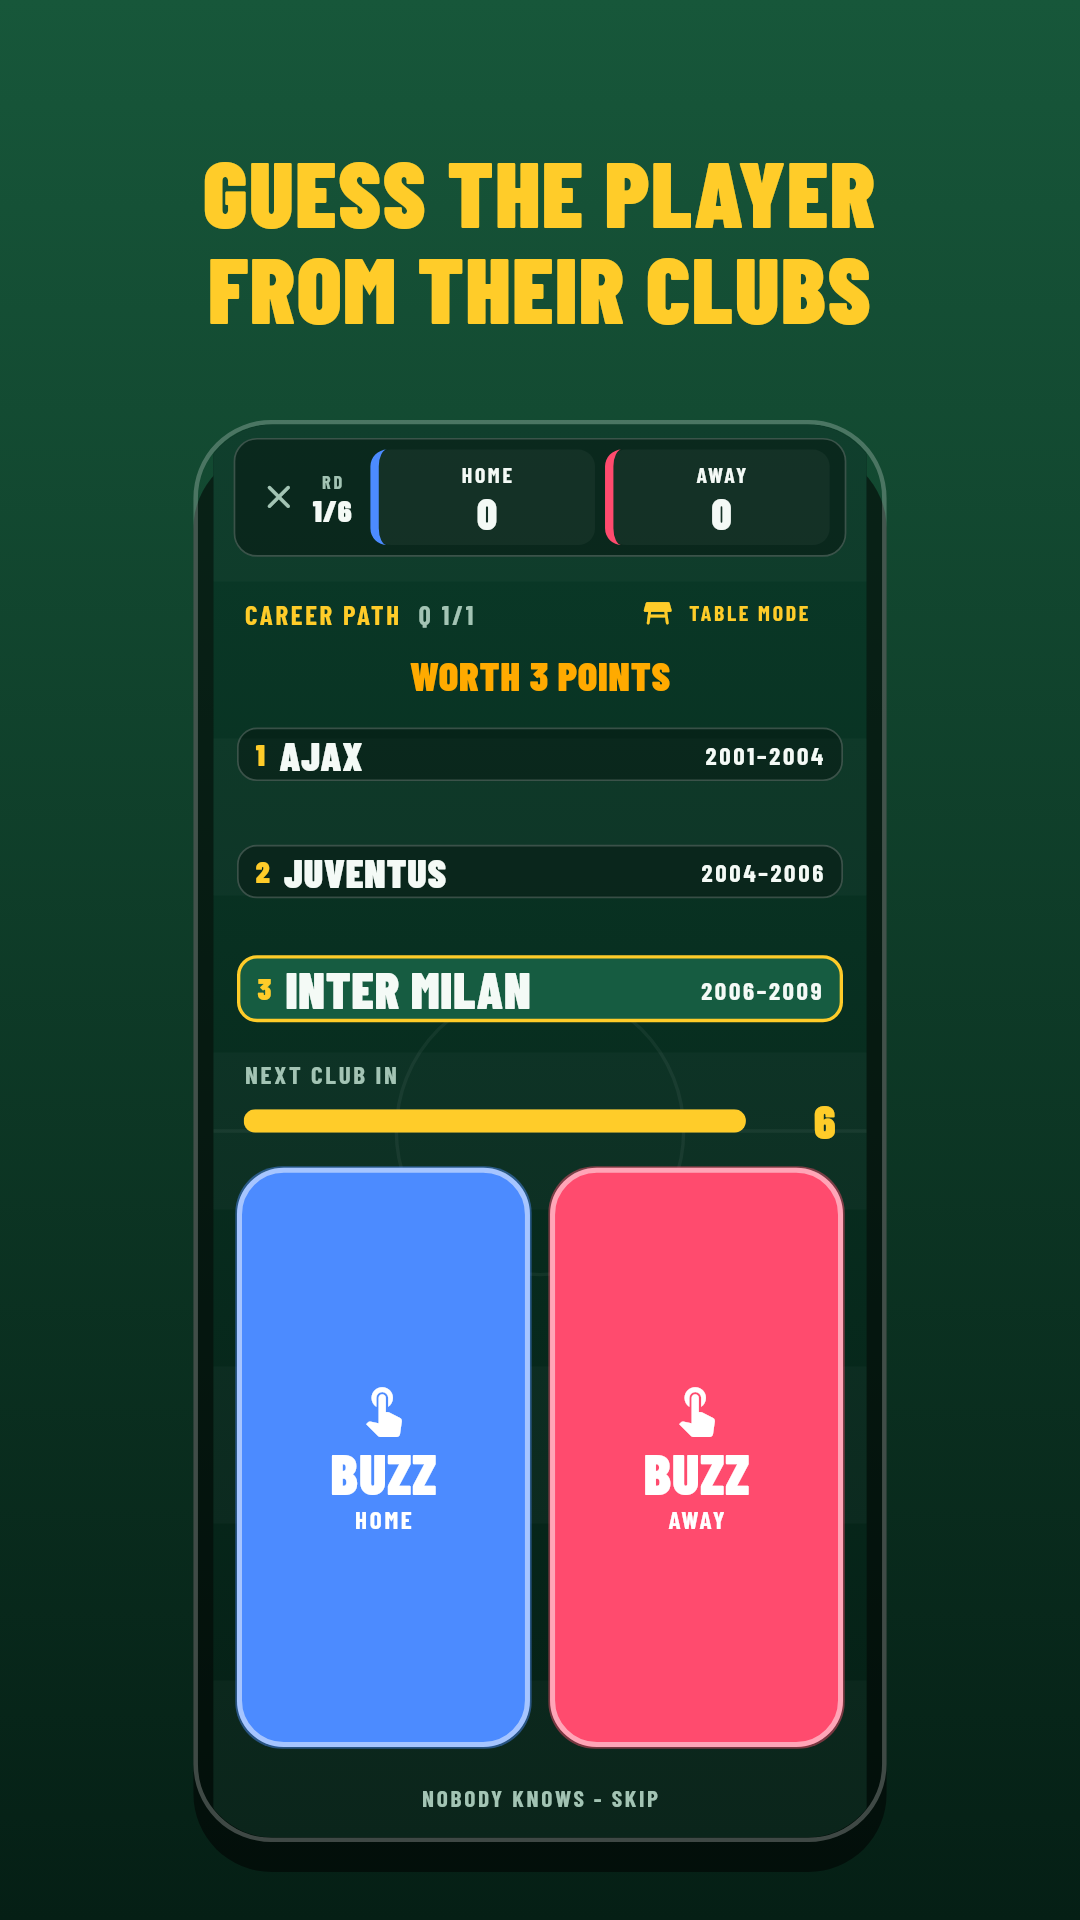 GUESS THE PLAYER
FROM THEIR CLUBS
RD
1/6
HOME
0
AWAY
0
CAREER PATH Q 1/1
TABLE MODE
WORTH 3 POINTS
1 AJAX 2001-2004
2 JUVENTUS 2004-2006
3 INTER MILAN 2006-2009
NEXT CLUB IN
6
BUZZ
HOME
BUZZ
AWAY
NOBODY KNOWS - SKIP